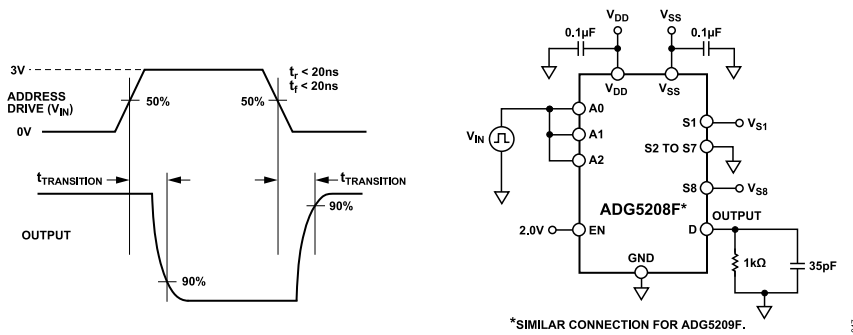 3V
ADDRESS
DRIVE (VIN)
0V
50%
50%
tr < 20ns
tf < 20ns
tTRANSITION
tTRANSITION
90%
90%
OUTPUT
VDD
VSS
0.1µF
0.1µF
VDD
VSS
A0
A1
A2
VIN
S1
VS1
S2 TO S7
S8
VS8
ADG5208F*
OUTPUT
2.0V
EN
D
GND
1kΩ
35pF
*SIMILAR CONNECTION FOR ADG5209F.